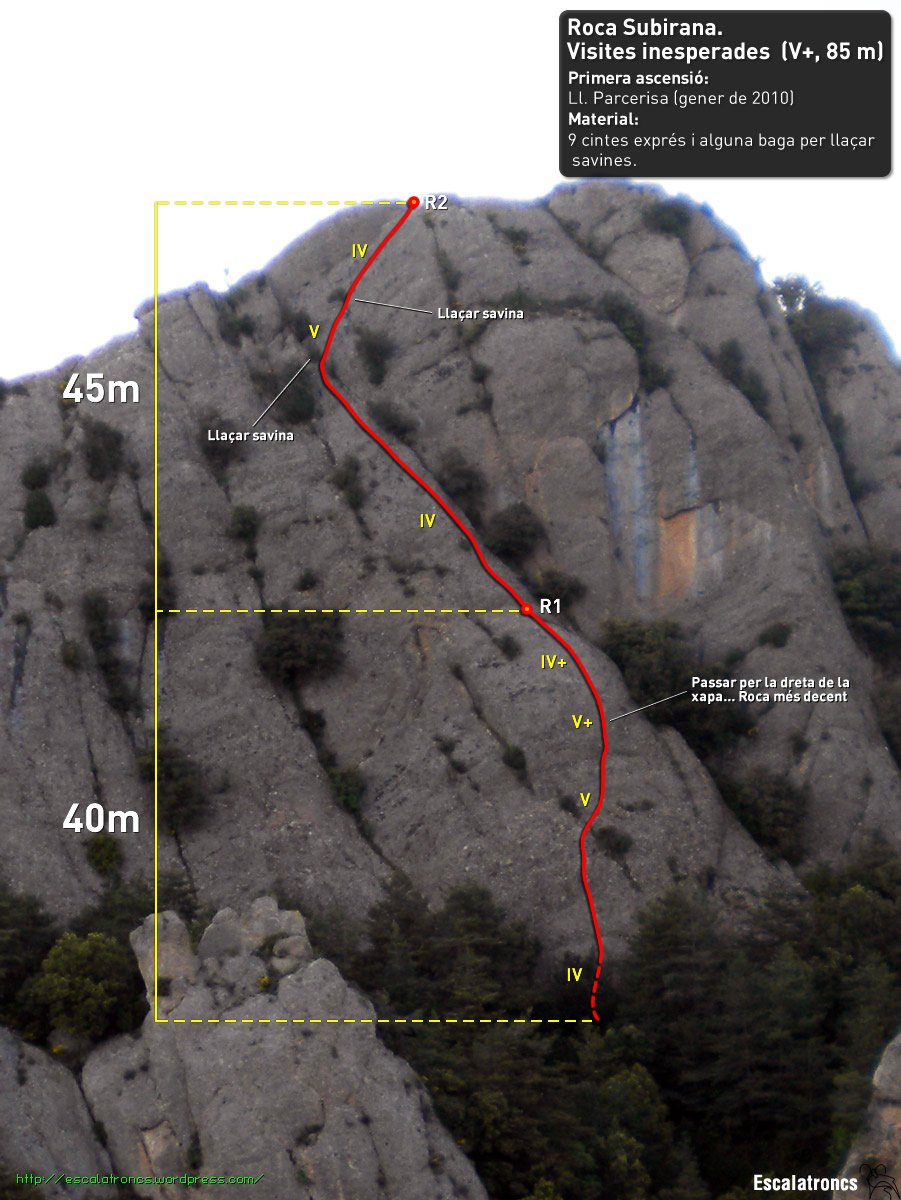 Roca Subirana.
Visites inesperades (V+, 85 m)
Primera ascensió:
Ll. Parcerisa (gener de 2010)
Material:
9 cintes exprés i alguna baga per llaçar
savines.
R2
IV
Llaçar savina
V
45m
Llaçar savina
IV
R1
IV+
Passar per la dreta de la
xapa... Roca més decent
V+
V
40m
IV
http://escalatroncs.wordpress.com/
Escalatroncs